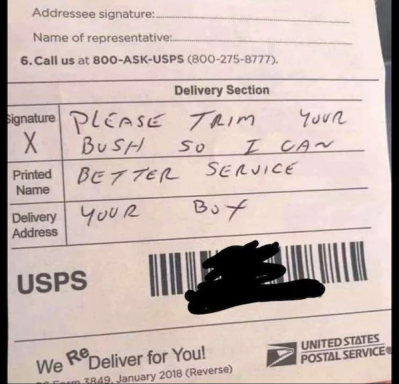 Addressee signature:
Name of representative:
6. Call us at 800-ASK-USPS (800-275-8777).
Delivery Section
Signature
X
PLEASE TRIM YOUR
BUSH SO I CAN
Printed Name
BETTER SERVICE
Delivery Address
YOUR BOX
USPS
We ReDeliver for You!
Form 3849, January 2018 (Reverse)
UNITED STATES
POSTAL SERVICE®